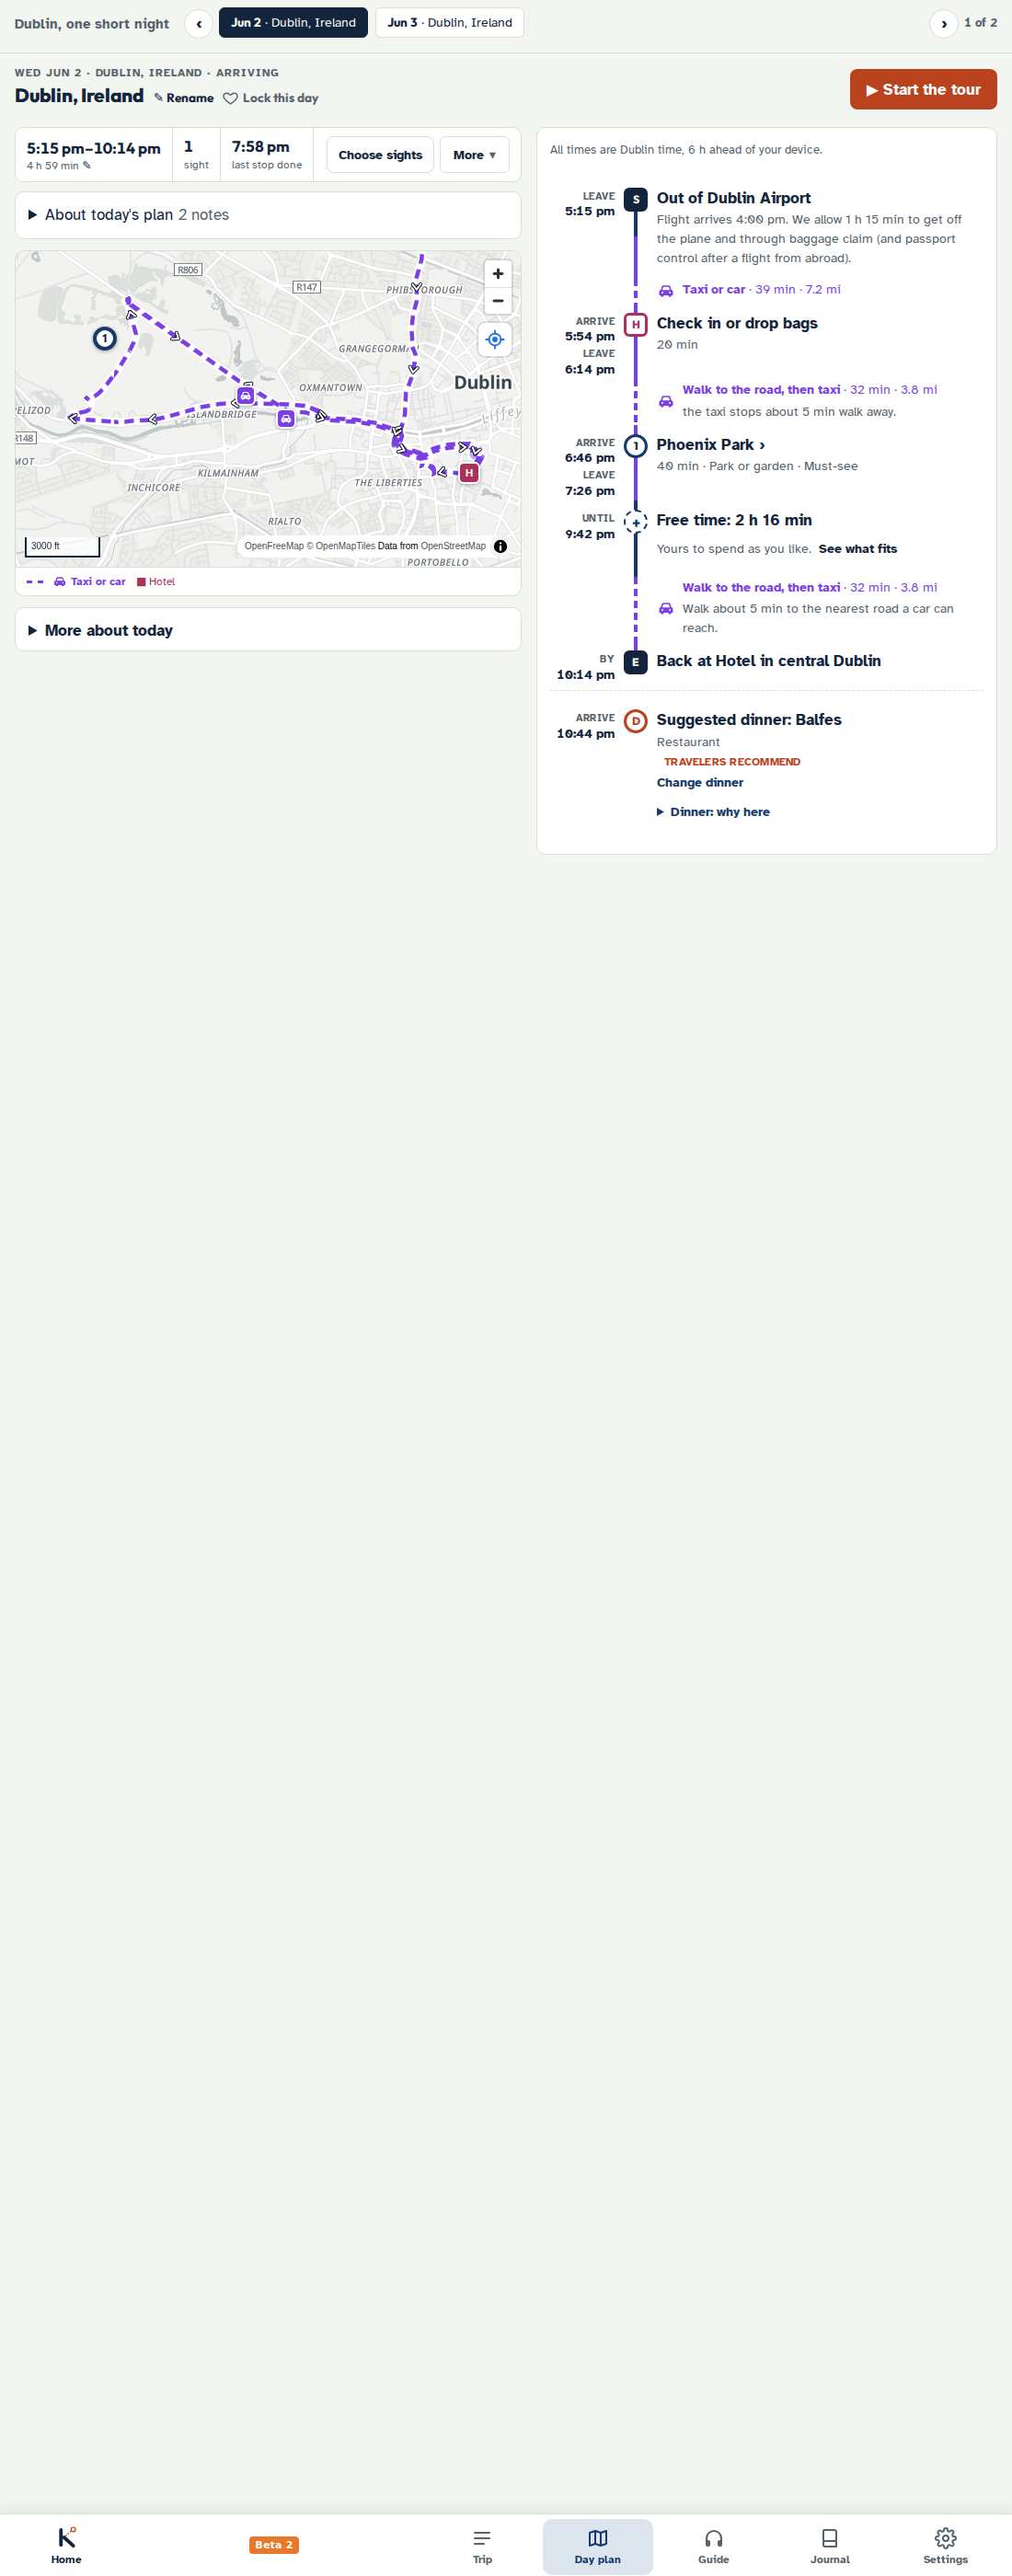 Dublin, one short night
‹
Jun 2 · Dublin, Ireland
Jun 3 · Dublin, Ireland
›
1 of 2
WED JUN 2 · DUBLIN, IRELAND · ARRIVING
Dublin, Ireland
✎ Rename
Lock this day
▶ Start the tour
5:15 pm–10:14 pm
4 h 59 min ✎
1
sight
7:58 pm
last stop done
Choose sights
More ▾
▶ About today's plan 2 notes
R806
R147
PHIBSBOROUGH
+
−
1
GRANGEGORMAN
OXMANTOWN
Dublin
Liffey
ELIZOD
ISLANDBRIDGE
R148
MOT
KILMAINHAM
INCHICORE
THE LIBERTIES
H
RIALTO
3000 ft
OpenFreeMap © OpenMapTiles Data from OpenStreetMap
PORTOBELLO
Taxi or car
Hotel
▶ More about today
All times are Dublin time, 6 h ahead of your device.
LEAVE
5:15 pm
S
Out of Dublin Airport
Flight arrives 4:00 pm. We allow 1 h 15 min to get off
the plane and through baggage claim (and passport
control after a flight from abroad).
Taxi or car · 39 min · 7.2 mi
ARRIVE
5:54 pm
LEAVE
6:14 pm
H
Check in or drop bags
20 min
Walk to the road, then taxi · 32 min · 3.8 mi
the taxi stops about 5 min walk away.
ARRIVE
6:46 pm
LEAVE
7:26 pm
1
Phoenix Park ›
40 min · Park or garden · Must-see
UNTIL
9:42 pm
+
Free time: 2 h 16 min
Yours to spend as you like. See what fits
Walk to the road, then taxi · 32 min · 3.8 mi
Walk about 5 min to the nearest road a car can
reach.
BY
10:14 pm
E
Back at Hotel in central Dublin
ARRIVE
10:44 pm
D
Suggested dinner: Balfes
Restaurant
TRAVELERS RECOMMEND
Change dinner
▶ Dinner: why here
Home
Beta 2
Trip
Day plan
Guide
Journal
Settings